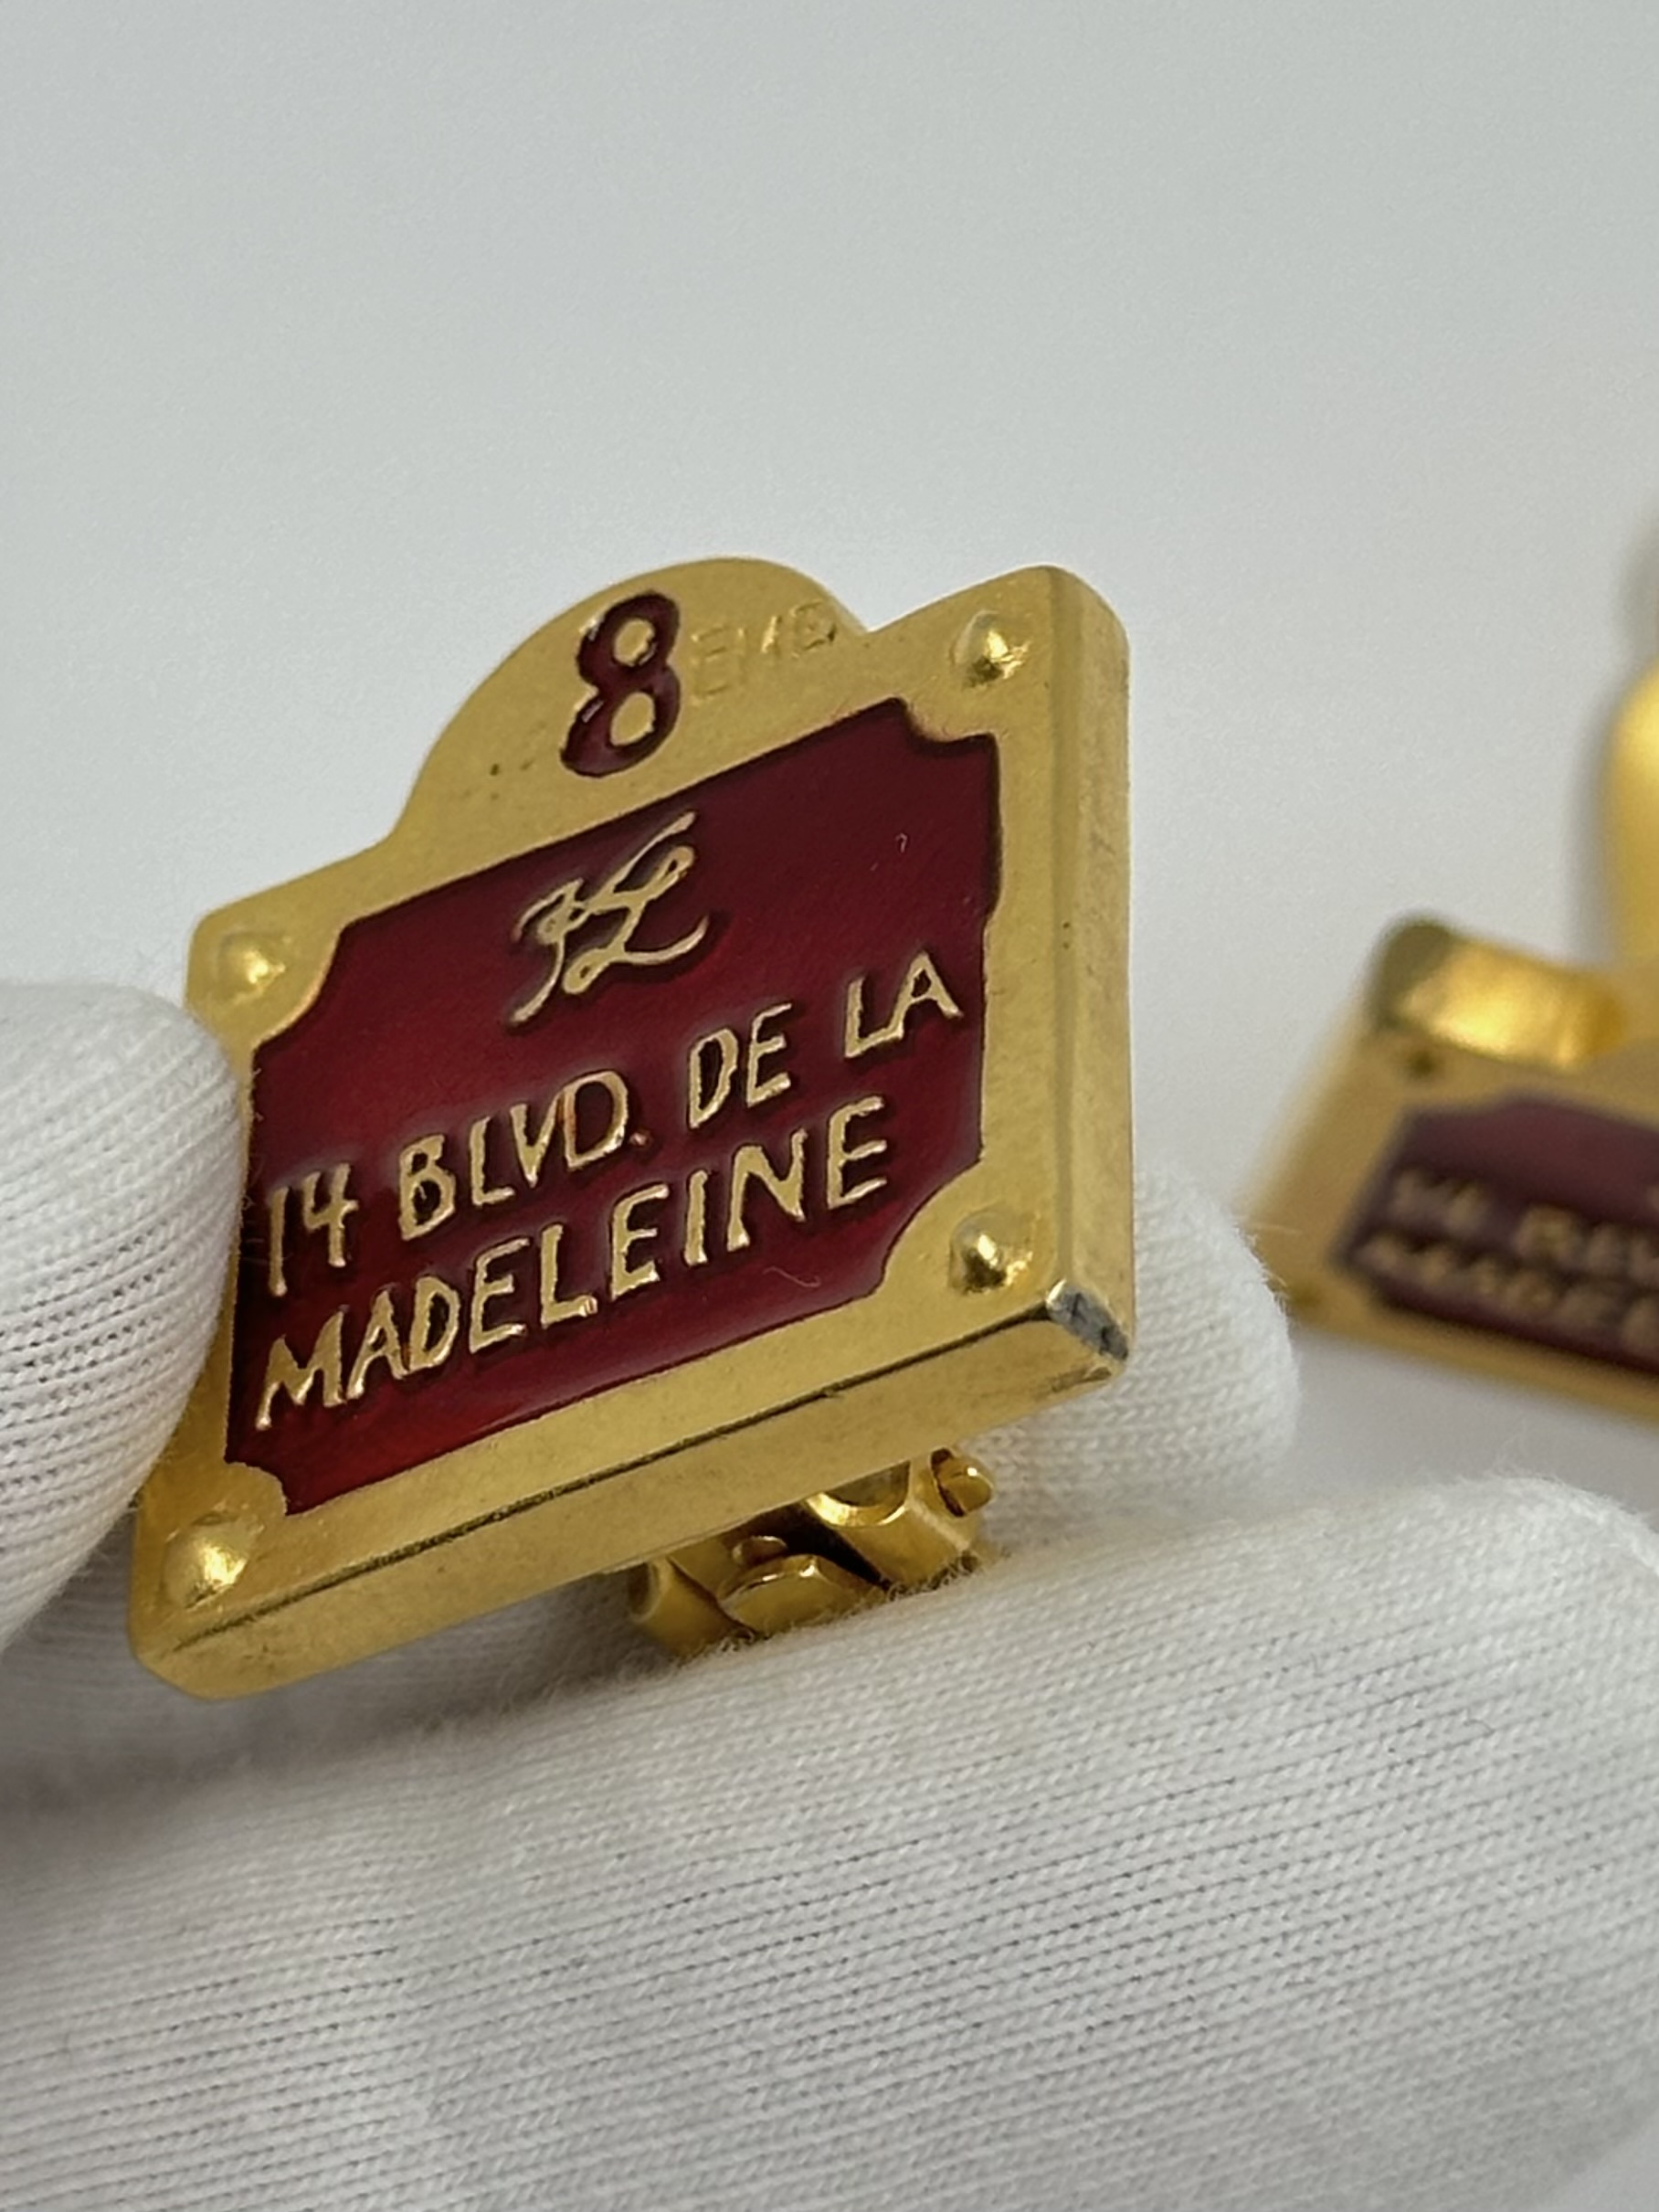 8EME
KL
14 BLVD. DE LA
MADELEINE